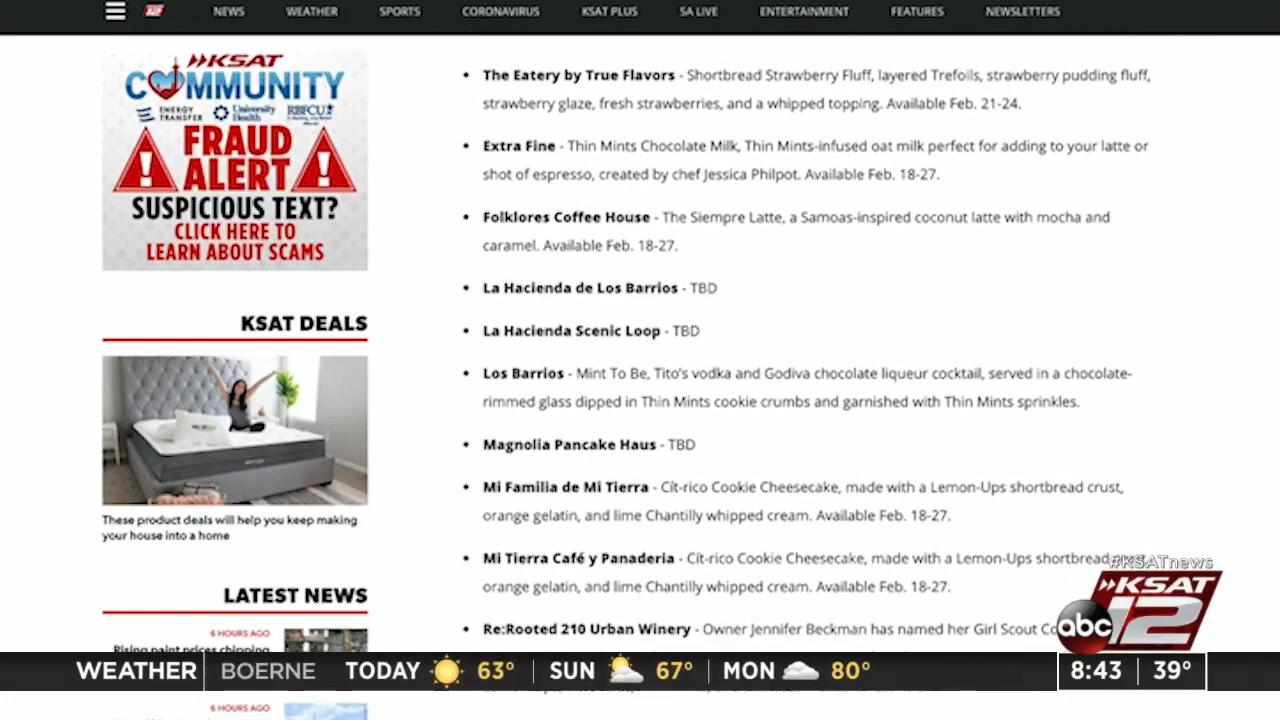 NEWS WEATHER SPORTS CORONAVIRUS KSAT PLUS SA LIVE ENTERTAINMENT FEATURES NEWSLETTERS
KSAT
COMMUNITY
ENERGY TRANSFER University Health RBFCU
FRAUD
ALERT
SUSPICIOUS TEXT?
CLICK HERE TO
LEARN ABOUT SCAMS
KSAT DEALS
These product deals will help you keep making
your house into a home
LATEST NEWS
6 HOURS AGO
Rising paint prices chipping
6 HOURS AGO
• The Eatery by True Flavors - Shortbread Strawberry Fluff, layered Trefoils, strawberry pudding fluff,
strawberry glaze, fresh strawberries, and a whipped topping. Available Feb. 21-24.
• Extra Fine - Thin Mints Chocolate Milk, Thin Mints-infused oat milk perfect for adding to your latte or
shot of espresso, created by chef Jessica Philpot. Available Feb. 18-27.
• Folklores Coffee House - The Siempre Latte, a Samoas-inspired coconut latte with mocha and
caramel. Available Feb. 18-27.
• La Hacienda de Los Barrios - TBD
• La Hacienda Scenic Loop - TBD
• Los Barrios - Mint To Be, Tito's vodka and Godiva chocolate liqueur cocktail, served in a chocolate-
rimmed glass dipped in Thin Mints cookie crumbs and garnished with Thin Mints sprinkles.
• Magnolia Pancake Haus - TBD
• Mi Familia de Mi Tierra - Cít-rico Cookie Cheesecake, made with a Lemon-Ups shortbread crust,
orange gelatin, and lime Chantilly whipped cream. Available Feb. 18-27.
• Mi Tierra Café y Panaderia - Cít-rico Cookie Cheesecake, made with a Lemon-Ups shortbread
orange gelatin, and lime Chantilly whipped cream. Available Feb. 18-27.
• Re:Rooted 210 Urban Winery - Owner Jennifer Beckman has named her Girl Scout
#KSATnews
KSAT
abc 12
WEATHER BOERNE TODAY 63° SUN 67° MON 80° 8:43 39°